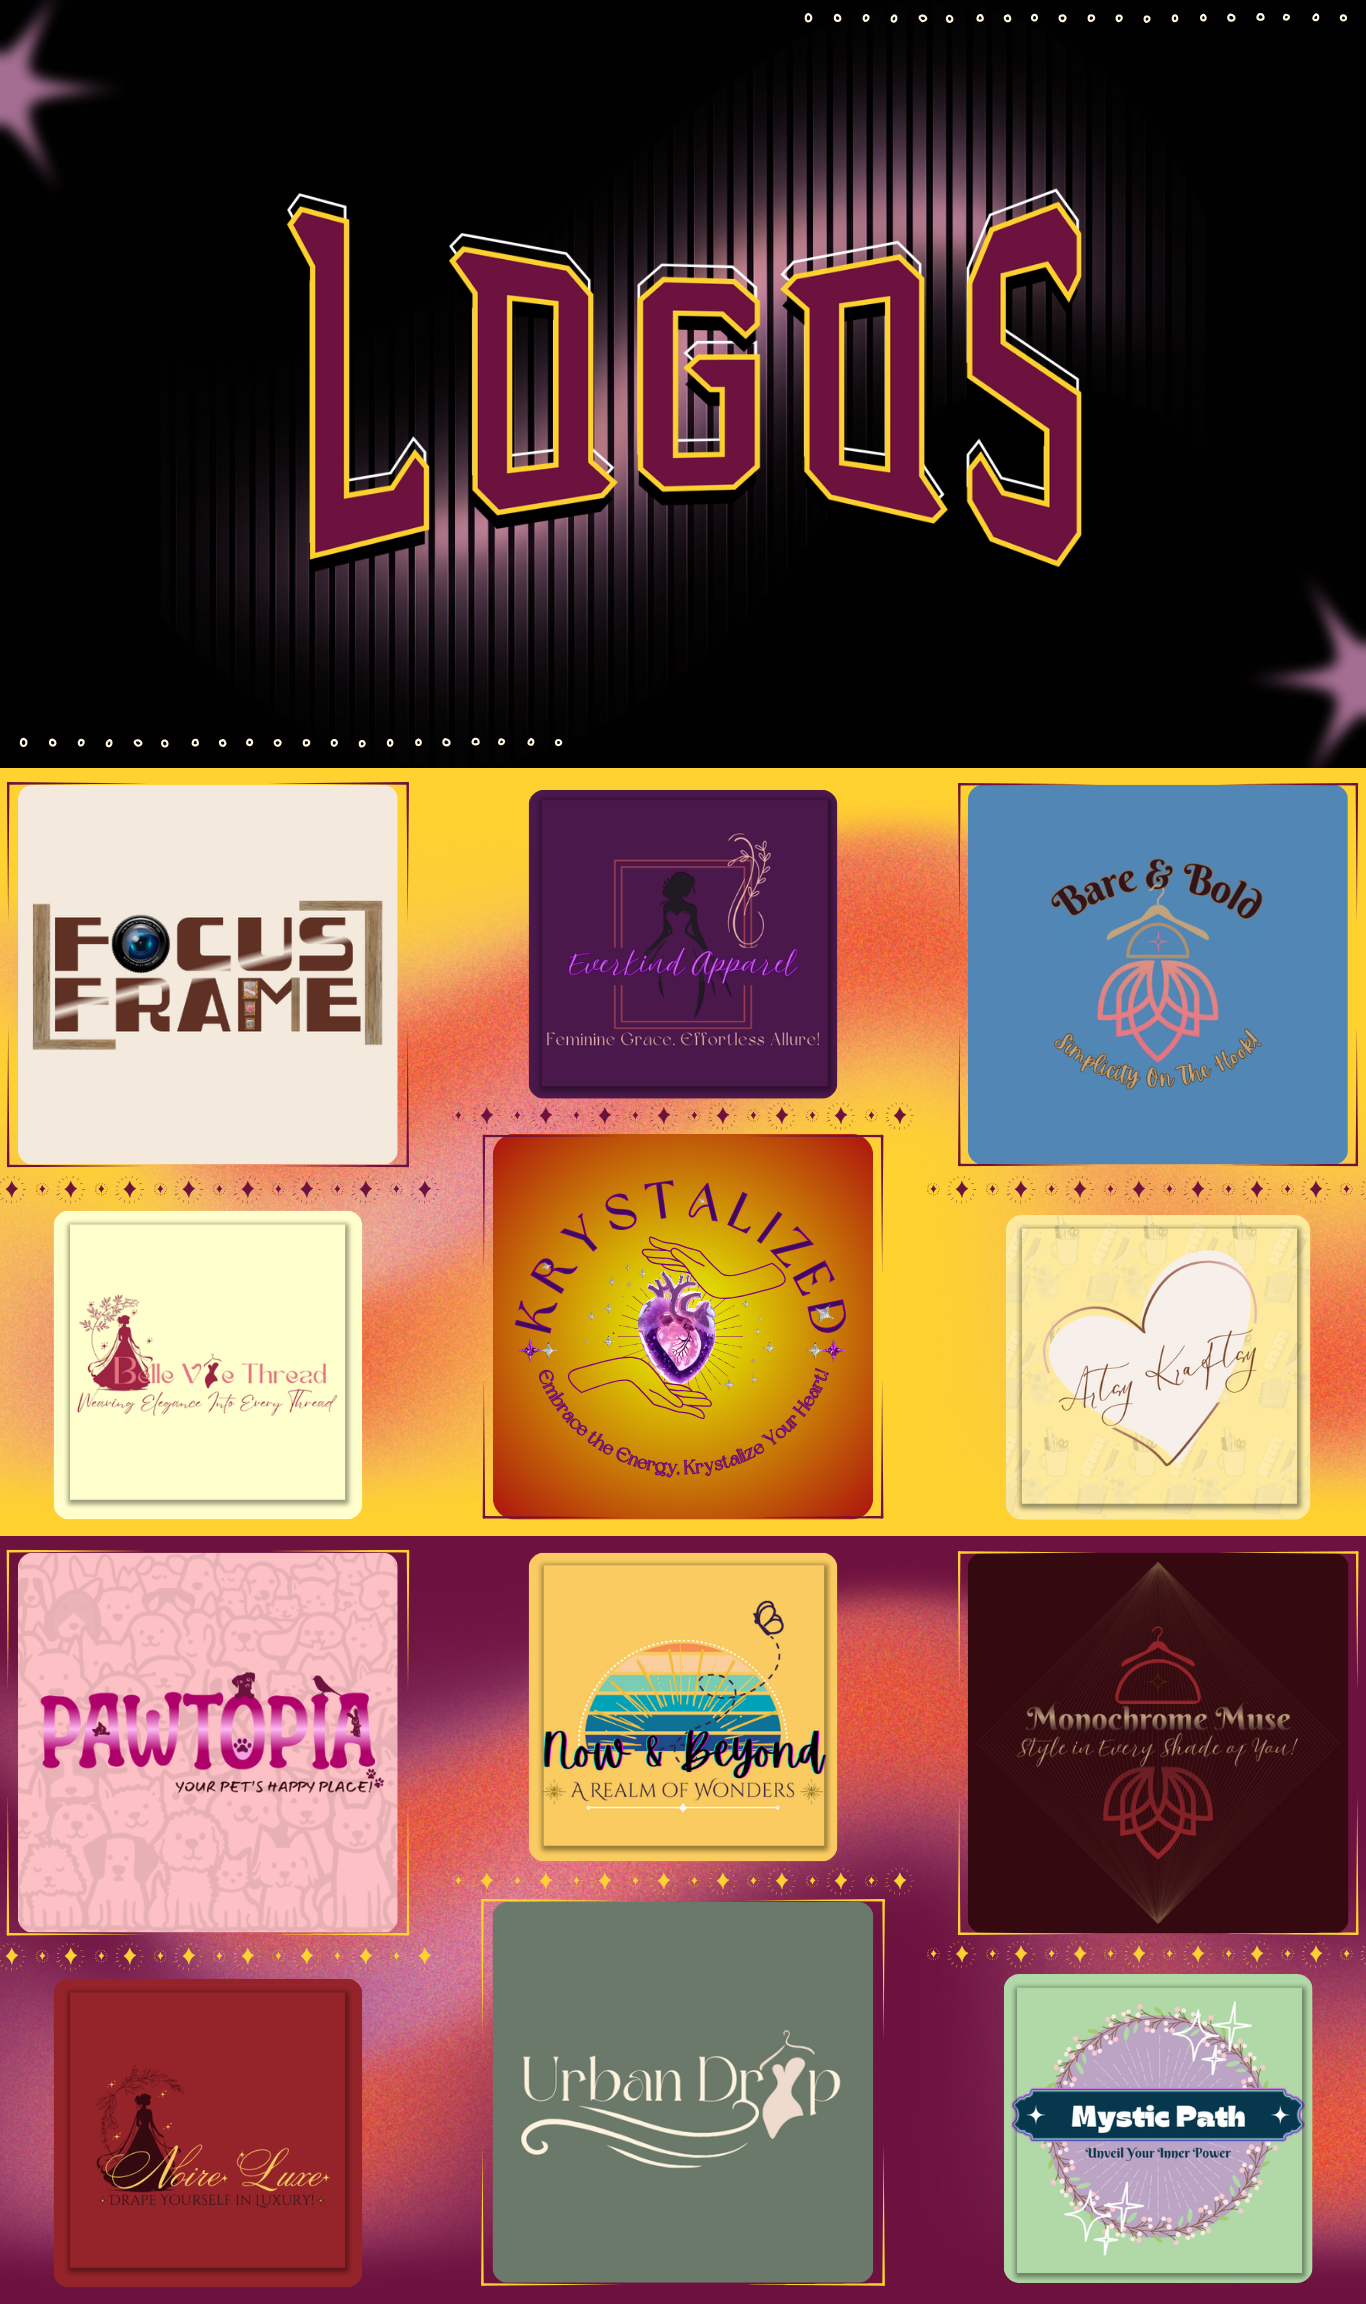 LOGOS
FOCUS
FRAME
Everkind Apparel
Feminine Grace. Effortless Allure!
Bare & Bold
Simplicity On The Hook!
Belle Vie Thread
Wearing Elegance Into Every Thread
KRYSTALIZED
Embrace the Energy. Krystalize Your Heart!
Artsy Kraftsy
PAWTOPIA
YOUR PET'S HAPPY PLACE!
Now & Beyond
A REALM OF WONDERS
Monochrome Muse
Style in Every Shade of You!
Noire Luxe
DRAPE YOURSELF IN LUXURY!
Urban Drop
Mystic Path
Unveil Your Inner Power